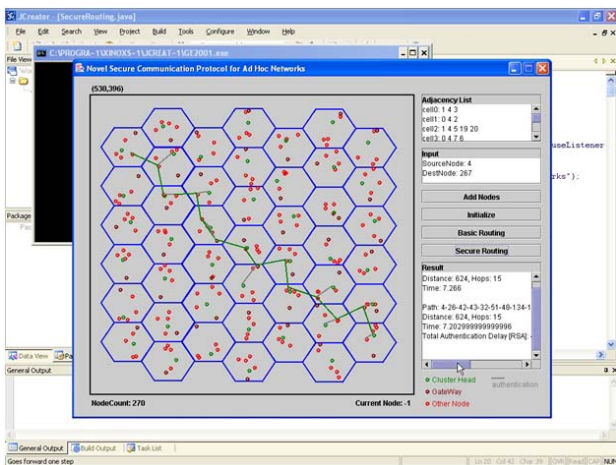 JCreator - [SecureRouting.java]
File Edit Search View Project Build Tools Configure Window Help
C:\PROGRA~1\XINOXS~1\JCREAT~1\GE2001.exe
File View
Novel Secure Communication Protocol for Ad Hoc Networks
(538,396)
Adjacency List
cell0: 1 4 3
cell1: 0 4 2
cell2: 1 4 5 19 20
cell3: 0 4 7 6
useListener
Input
SourceNode: 4
DestNode: 267
rks");
Add Nodes
Initialize
Package
Basic Routing
Secure Routing
Result
Distance: 624, Hops: 15
Time: 7.266
Path: 4-26-42-43-32-51-48-134-1
Distance: 624, Hops: 15
Time: 7.202999999999996
Total Authentication Delay [RSA]:
Data View
General Output
Cluster Head
authentication
GateWay
Other Node
NodeCount: 270
Current Node: -1
General Output Build Output Task List
Goes forward one step